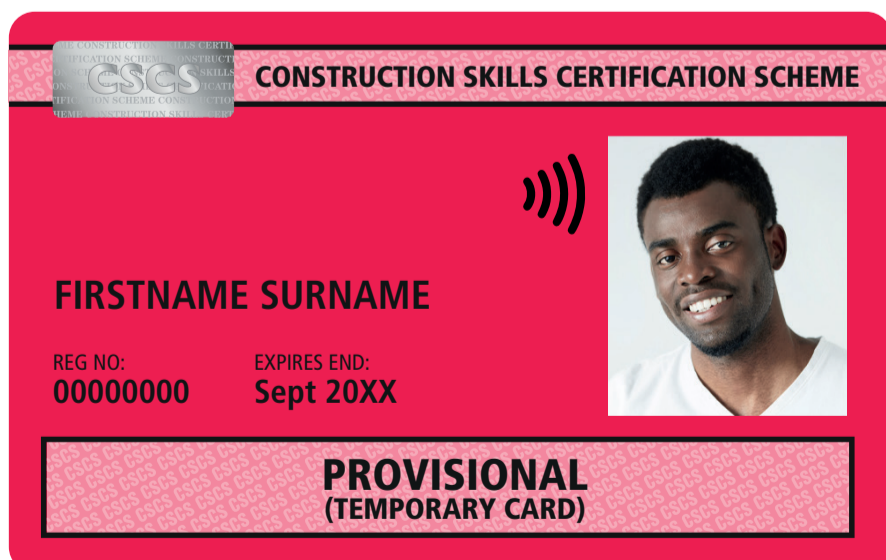 CSCS
CONSTRUCTION SKILLS CERTIFICATION SCHEME
FIRSTNAME SURNAME
REG NO:
00000000
EXPIRES END:
Sept 20XX
PROVISIONAL
(TEMPORARY CARD)